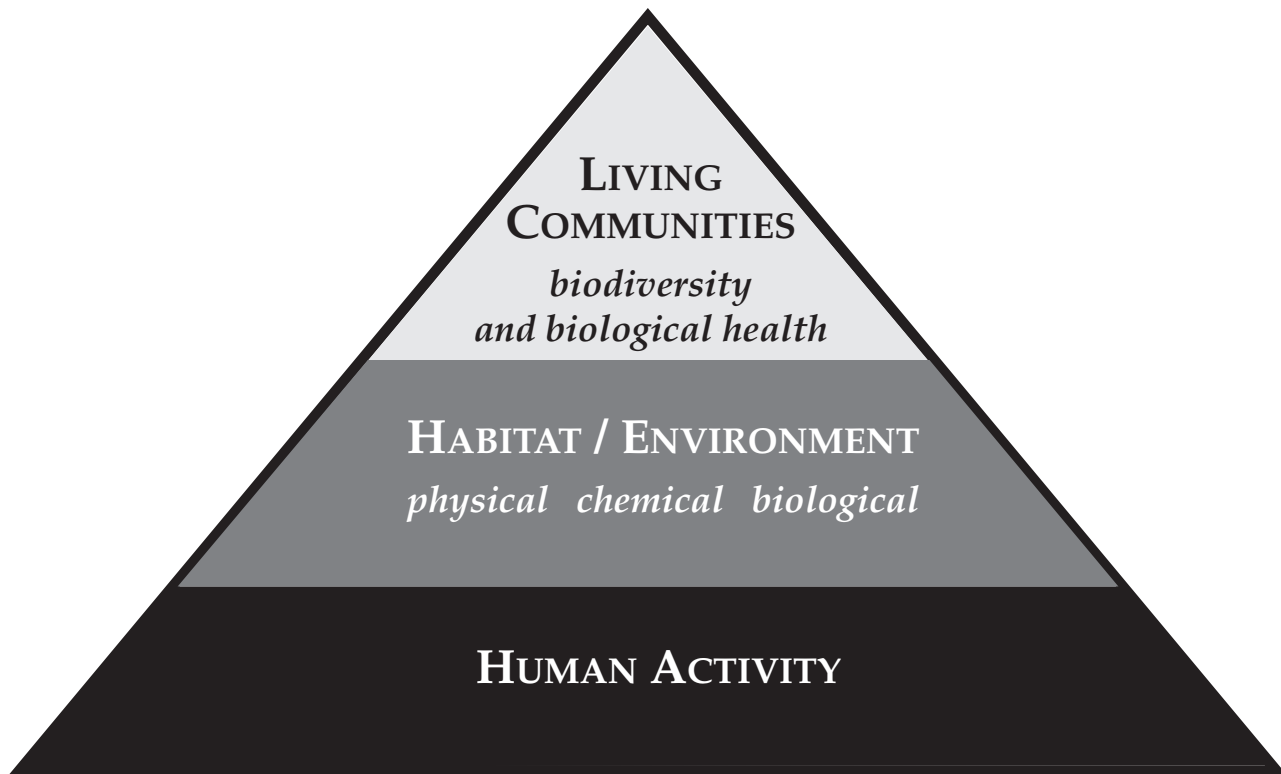 LIVING
COMMUNITIES
biodiversity
and biological health
HABITAT / ENVIRONMENT
physical chemical biological
HUMAN ACTIVITY